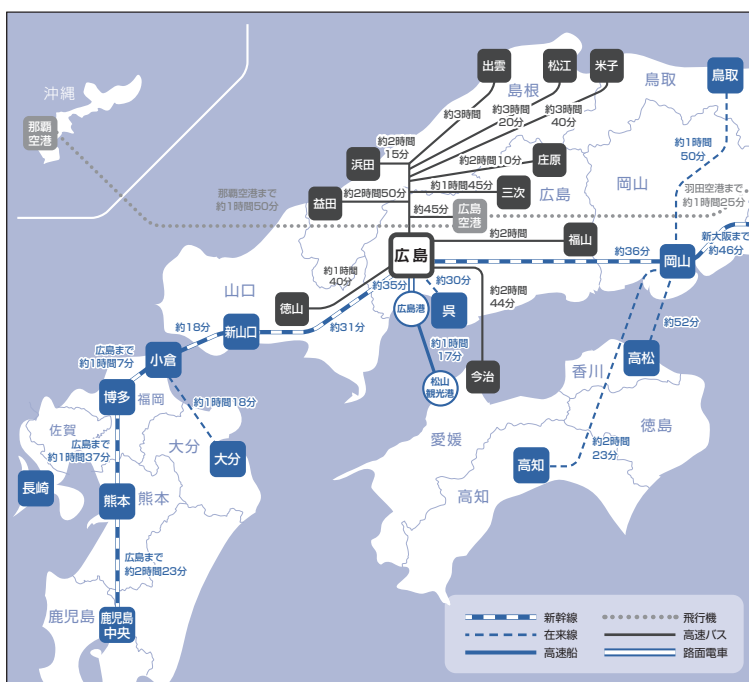 出雲
松江
米子
鳥取
島根
鳥取
沖縄
那覇
空港
約3時間
約3時間
20分
約3時間
40分
約2時間
15分
浜田
約2時間10分
庄原
約1時間
50分
那覇空港まで
約1時間50分
益田
約2時間50分
約1時間45分
三次
広島
岡山
羽田空港まで
約1時間25分
約45分
広島
空港
約2時間
福山
新大阪まで
約46分
広島
約36分
岡山
約1時間
40分
約35分
約30分
山口
徳山
広島港
呉
約2時間
44分
約31分
約18分
新山口
約52分
広島まで
約1時間7分
小倉
約1時間
17分
高松
香川
博多
福岡
約1時間18分
松山
観光港
今治
佐賀
広島まで
約1時間37分
大分
大分
愛媛
徳島
約2時間
23分
高知
高知
長崎
熊本
熊本
広島まで
約2時間23分
鹿児島
鹿児島
中央
新幹線
飛行機
在来線
高速バス
高速船
路面電車